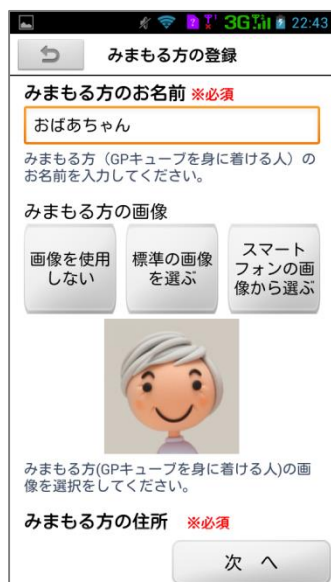 3G 22:43
みまもる方の登録
みまもる方のお名前 ※必須
おばあちゃん
みまもる方（GPキューブを身に着ける人）の
お名前を入力してください。
みまもる方の画像
画像を使用
しない
標準の画像
を選ぶ
スマート
フォンの画
像から選ぶ
みまもる方(GPキューブを身に着ける人)の画
像を選択をしてください。
みまもる方の住所 ※必須
次 へ